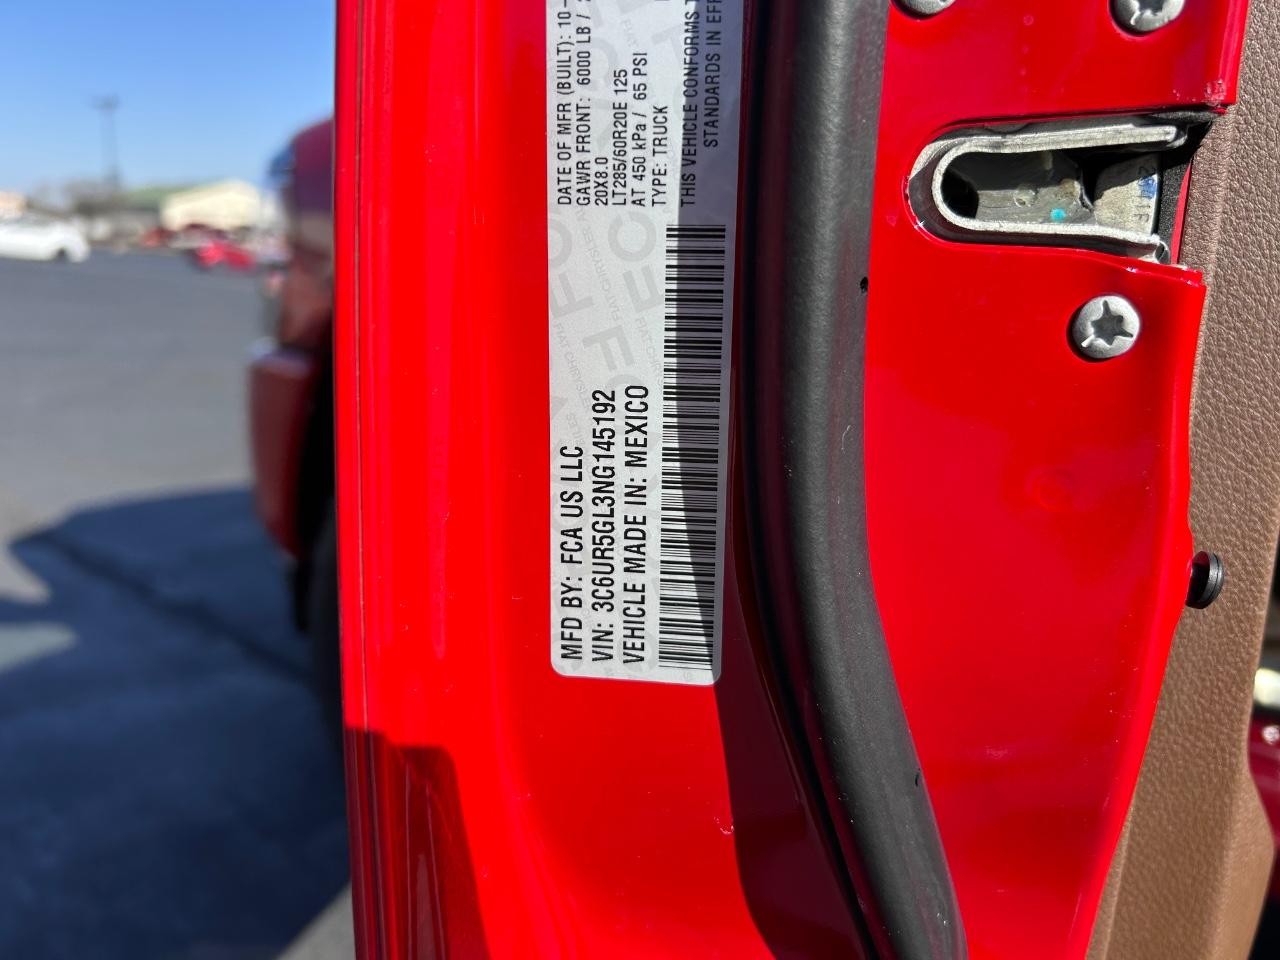 MFD BY: FCA US LLC
VIN: 3C6UR5GL3NG145192
VEHICLE MADE IN: MEXICO
DATE OF MFR (BUILT): 10-
GAWR FRONT: 6000 LB /
20X8.0
LT285/60R20E 125
AT 450 kPa / 65 PSI
TYPE: TRUCK
THIS VEHICLE CONFORMS T
STANDARDS IN EFF